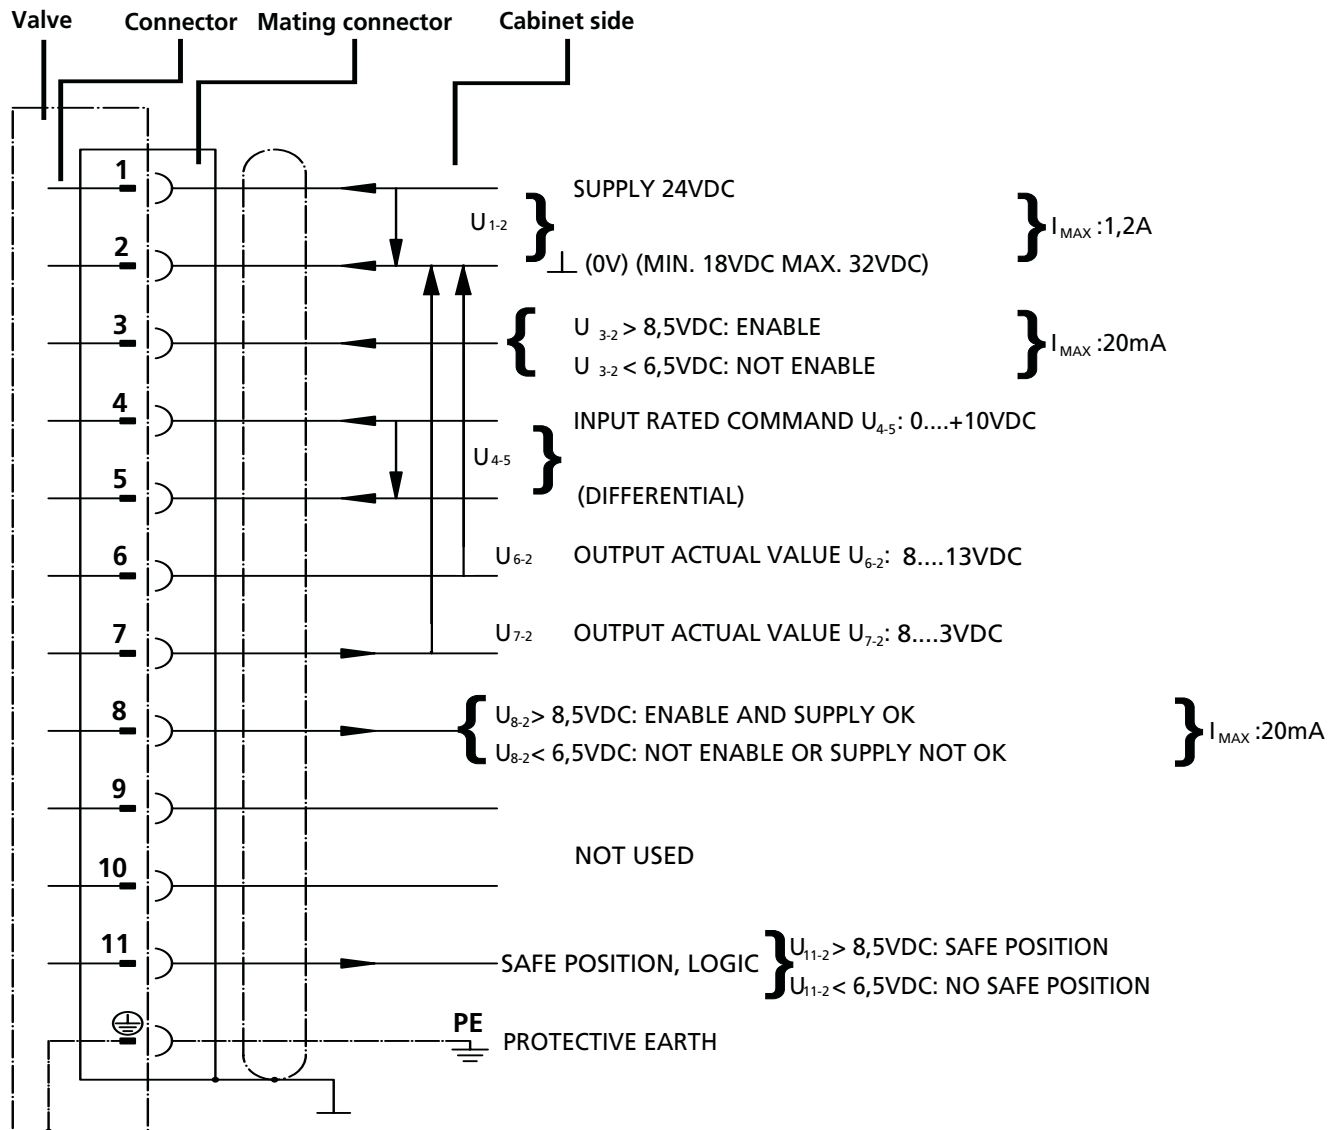 Valve Connector Mating connector Cabinet side
1 SUPPLY 24VDC
U 1-2 I MAX :1,2A
2 (0V) (MIN. 18VDC MAX. 32VDC)
3 U 3-2 > 8,5VDC: ENABLE
I MAX :20mA
U 3-2 < 6,5VDC: NOT ENABLE
4 INPUT RATED COMMAND U4-5: 0....+10VDC
U 4-5
5 (DIFFERENTIAL)
6 U6-2 OUTPUT ACTUAL VALUE U6-2: 8....13VDC
7 U7-2 OUTPUT ACTUAL VALUE U7-2: 8....3VDC
8 U8-2> 8,5VDC: ENABLE AND SUPPLY OK
I MAX :20mA
U8-2< 6,5VDC: NOT ENABLE OR SUPPLY NOT OK
9
NOT USED
10
11 U11-2> 8,5VDC: SAFE POSITION
SAFE POSITION, LOGIC
U11-2< 6,5VDC: NO SAFE POSITION
PE
PROTECTIVE EARTH